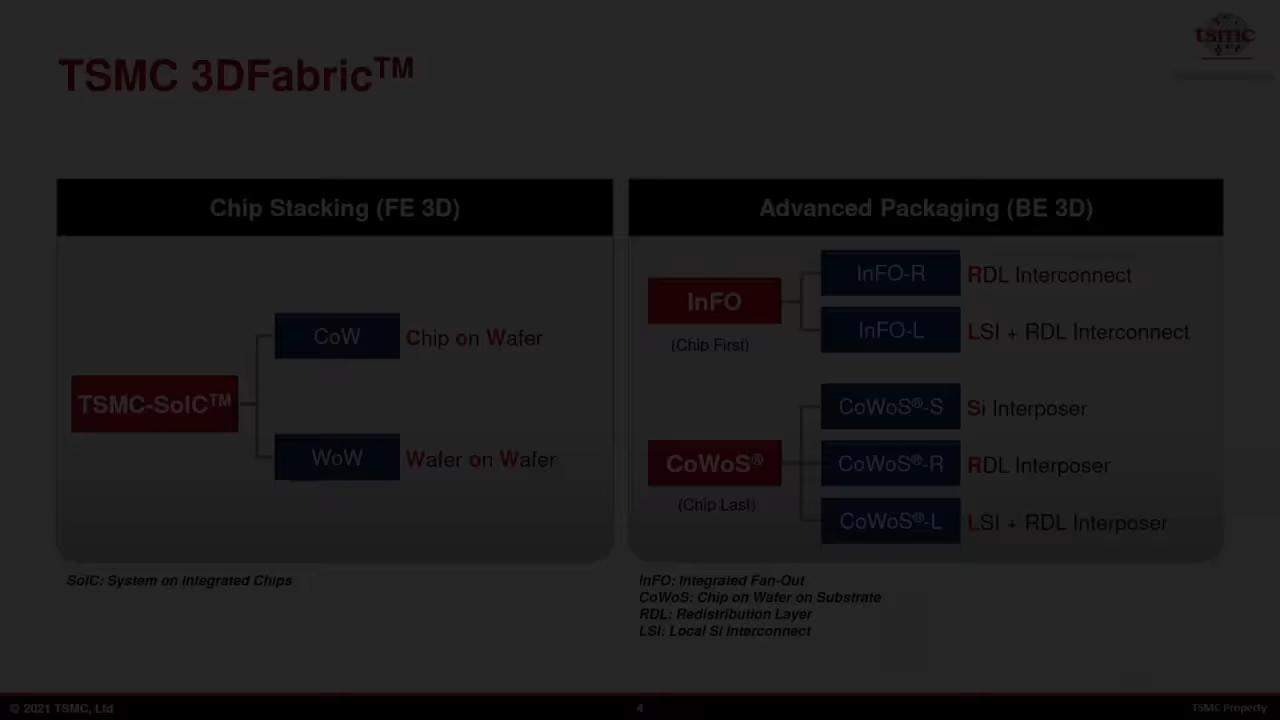 tsmc
TSMC 3DFabric™
Chip Stacking (FE 3D)
TSMC-SoIC™
CoW
Chip on Wafer
WoW
Wafer on Wafer
SoIC: System on Integrated Chips
Advanced Packaging (BE 3D)
InFO
(Chip First)
InFO-R
RDL Interconnect
InFO-L
LSI + RDL Interconnect
CoWoS®
(Chip Last)
CoWoS®-S
Si Interposer
CoWoS®-R
RDL Interposer
CoWoS®-L
LSI + RDL Interposer
InFO: Integrated Fan-Out
CoWoS: Chip on Wafer on Substrate
RDL: Redistribution Layer
LSI: Local Si Interconnect
© 2021 TSMC, Ltd
4
TSMC Property